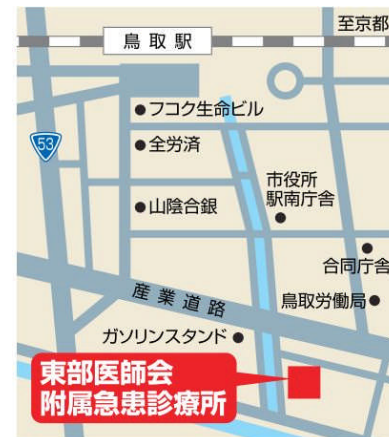 至京都
鳥取駅
フコク生命ビル
53
全労済
市役所
駅南庁舎
山陰合銀
合同庁舎
産業道路
鳥取労働局
ガソリンスタンド
東部医師会
附属急患診療所